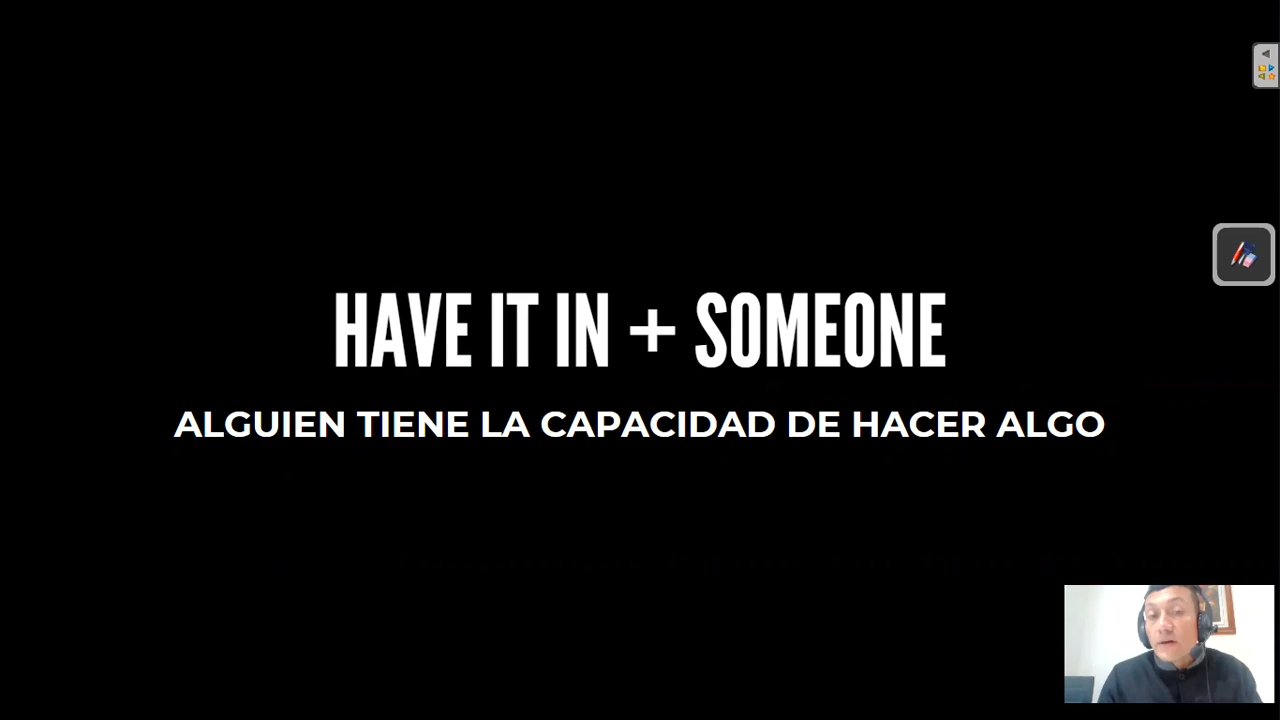 HAVE IT IN + SOMEONE
ALGUIEN TIENE LA CAPACIDAD DE HACER ALGO